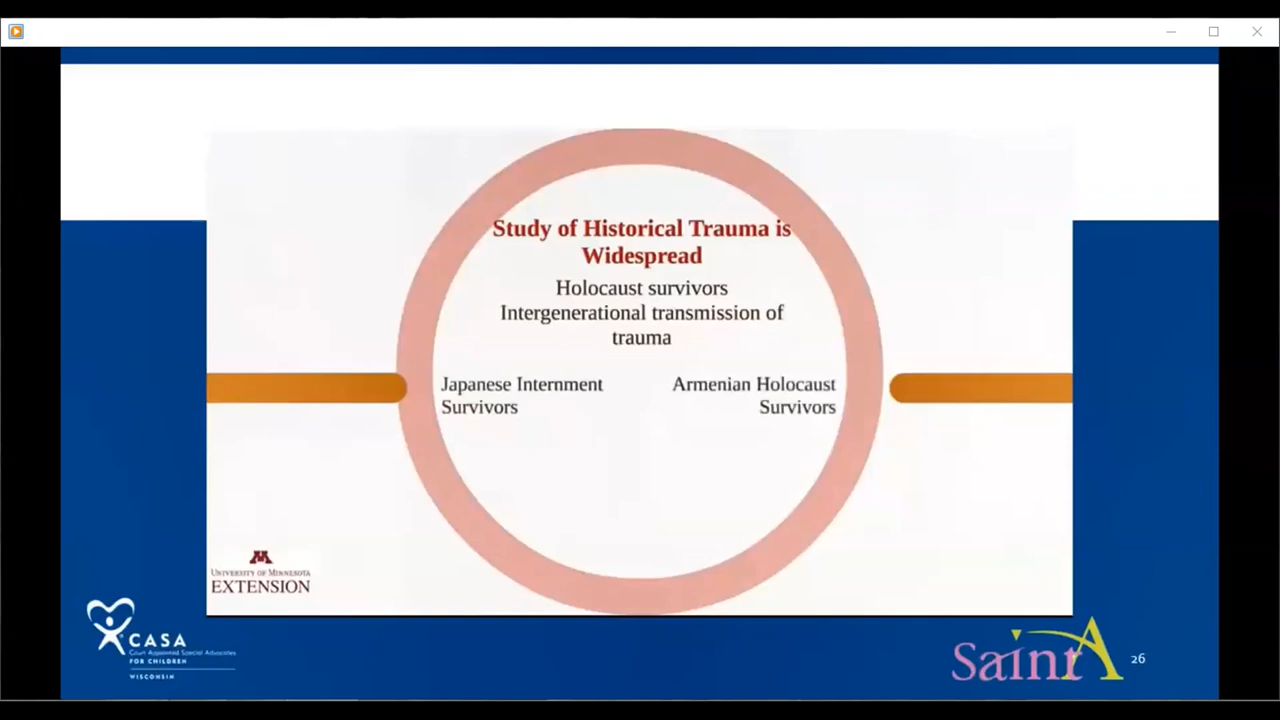 Study of Historical Trauma is
Widespread
Holocaust survivors
Intergenerational transmission of
trauma
Japanese Internment
Survivors
Armenian Holocaust
Survivors
UNIVERSITY OF MINNESOTA
EXTENSION
CASA
Court Appointed Special Advocates
FOR CHILDREN
WISCONSIN
SaintA
26